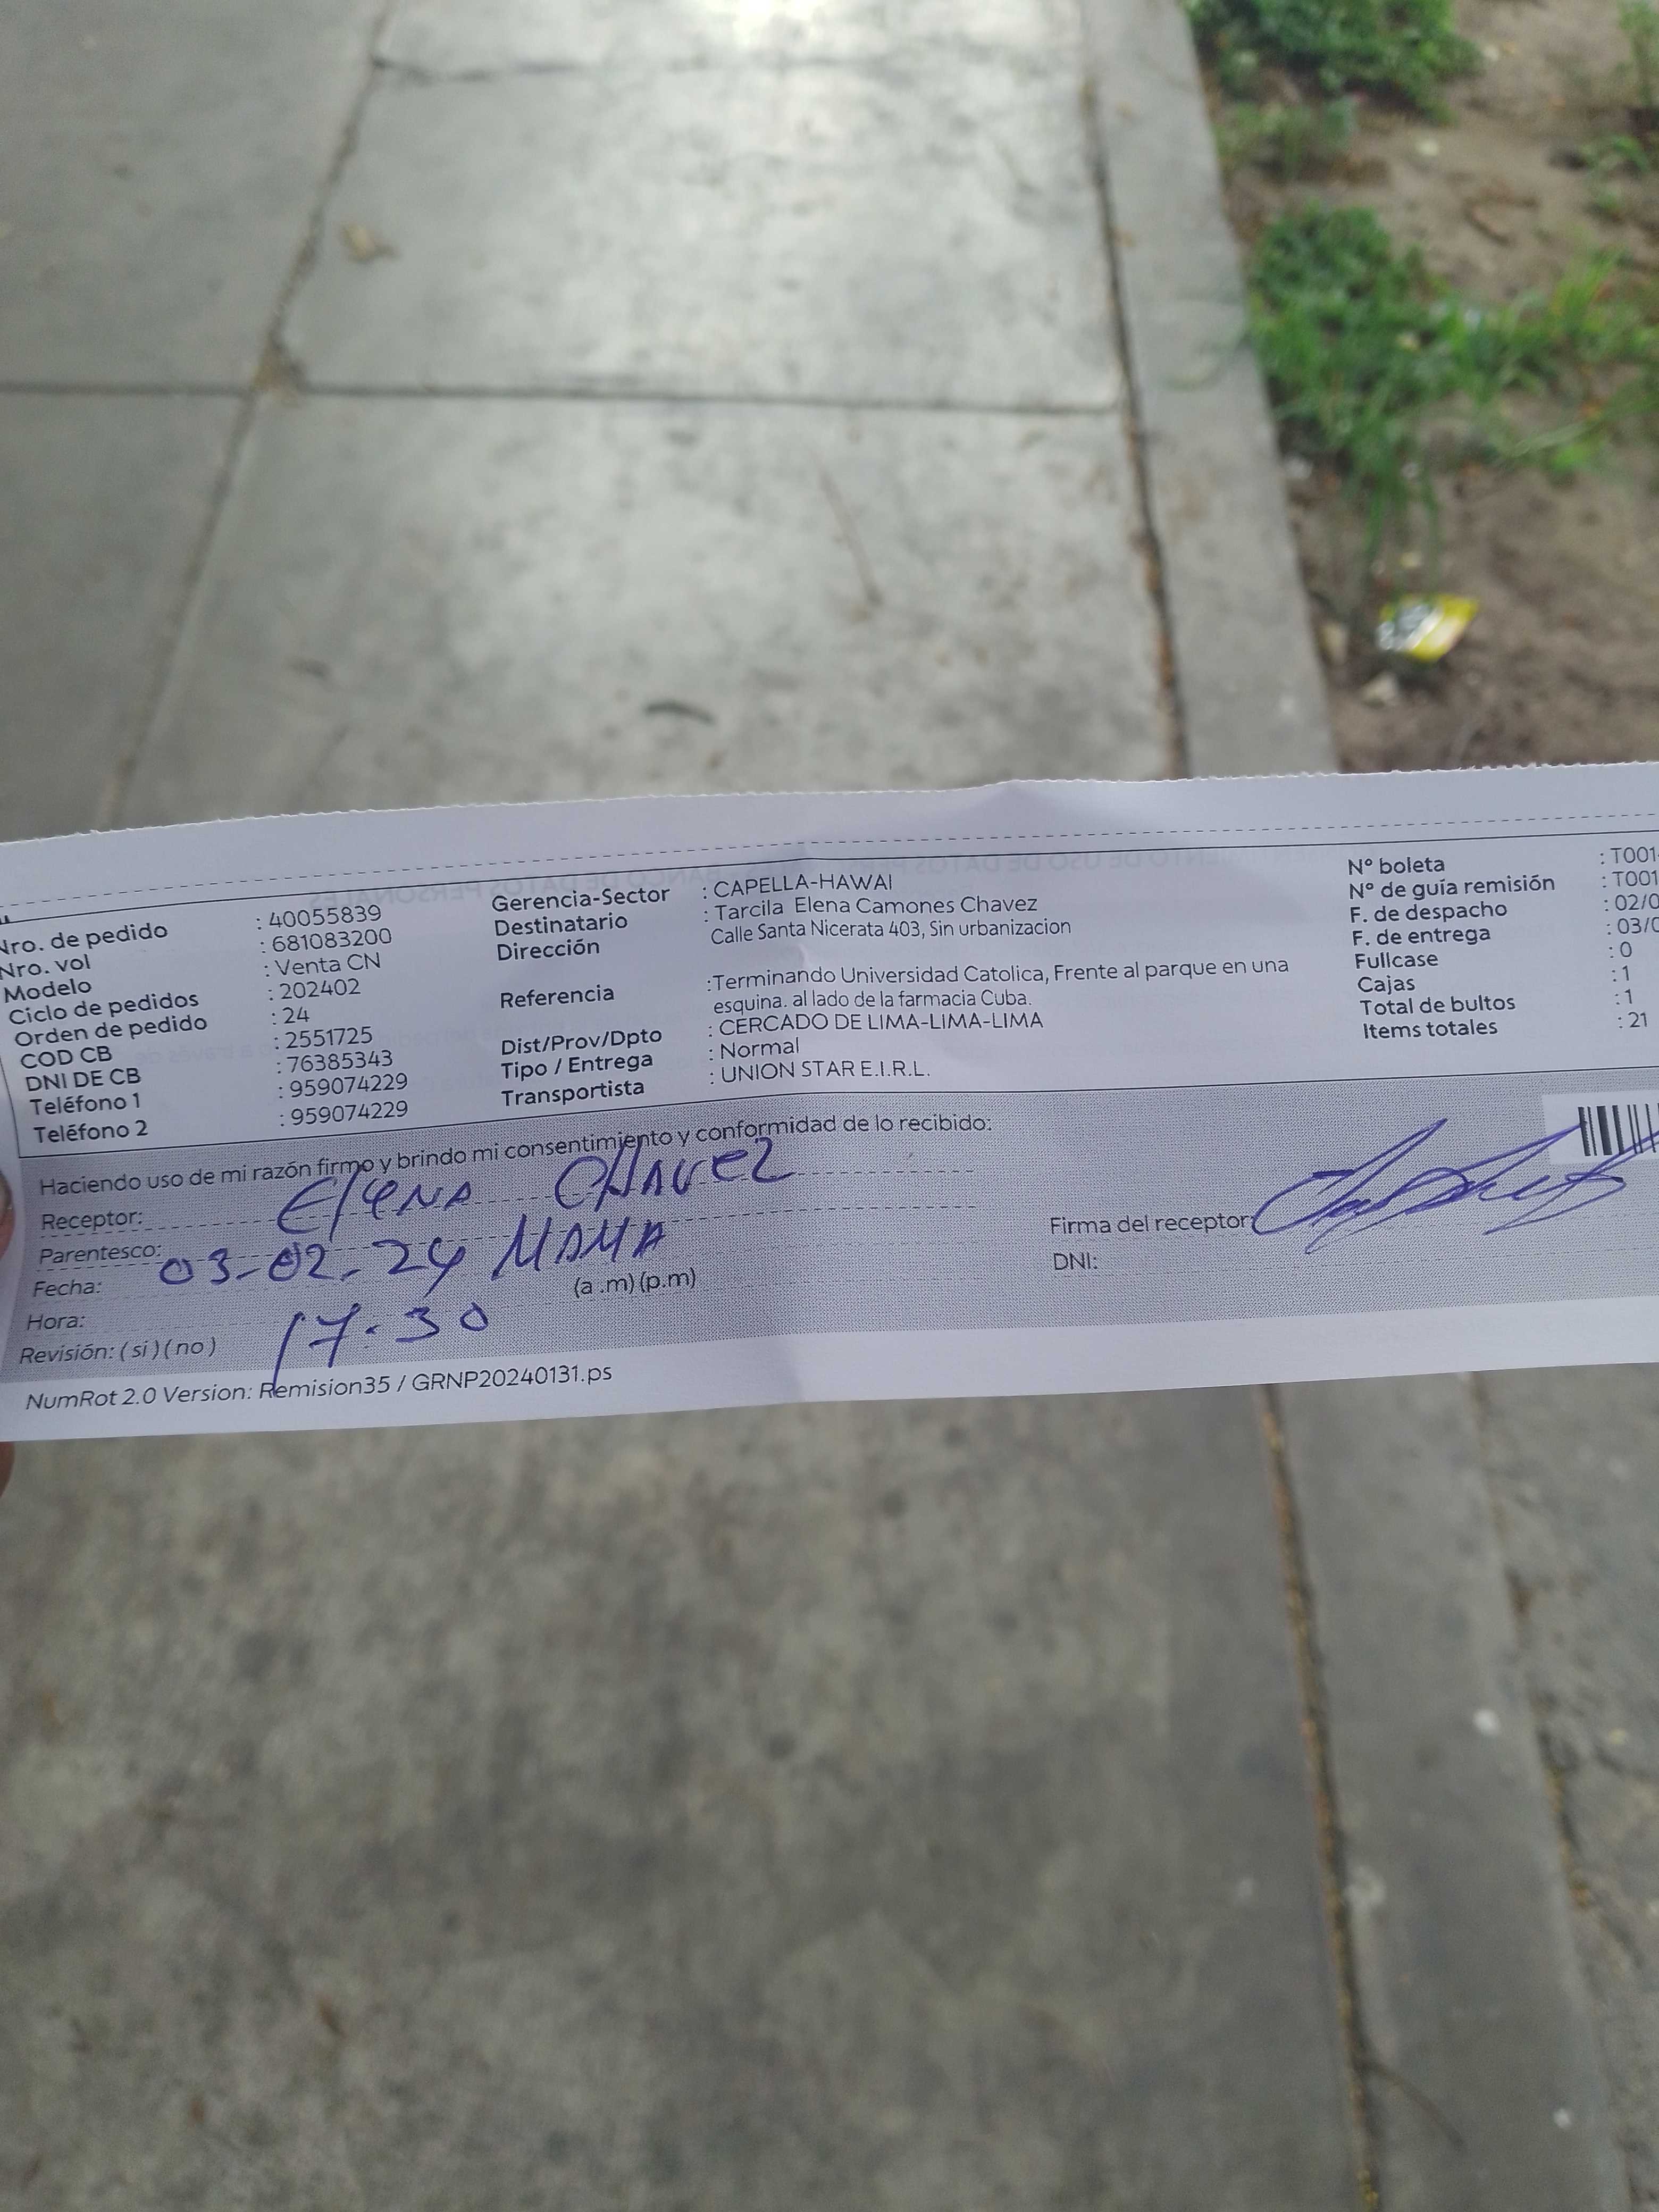 Nro. de pedido : 40055839
Nro. vol : 681083200
Modelo : Venta CN
Ciclo de pedidos : 202402
Orden de pedido : 24
COD CB : 2551725
DNI DE CB : 76385343
Teléfono 1 : 959074229
Teléfono 2 : 959074229
Gerencia-Sector : CAPELLA-HAWAI
Destinatario : Tarcila Elena Camones Chavez
Dirección Calle Santa Nicerata 403, Sin urbanizacion
Referencia :Terminando Universidad Catolica, Frente al parque en una
esquina. al lado de la farmacia Cuba.
Dist/Prov/Dpto : CERCADO DE LIMA-LIMA-LIMA
Tipo / Entrega : Normal
Transportista : UNION STAR E.I.R.L.
N° boleta : T001-
N° de guía remisión : T001
F. de despacho : 02/0
F. de entrega : 03/0
Fullcase : 0
Cajas : 1
Total de bultos : 1
Items totales : 21
Haciendo uso de mi razón firmo y brindo mi consentimiento y conformidad de lo recibido:
Receptor: ElENA CHAVEZ
Parentesco: MAMA
Fecha: 03-02-24
(a .m) (p.m)
Hora: 17.30
Revisión: ( si ) ( no )
Firma del receptor
DNI:
NumRot 2.0 Version: Remision35 / GRNP20240131.ps